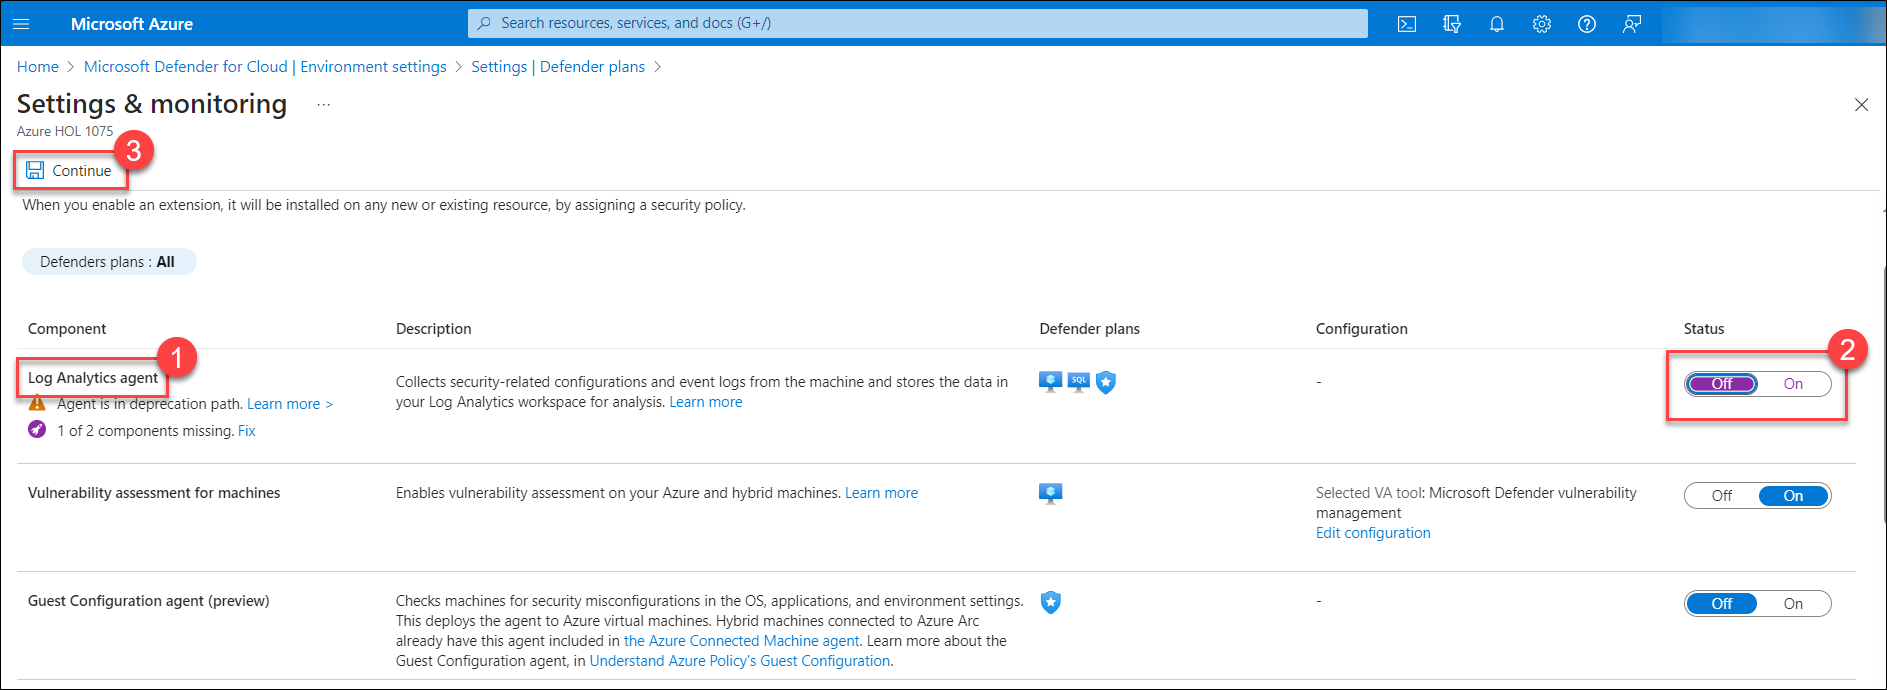 Microsoft Azure
Search resources, services, and docs (G+/)
Home > Microsoft Defender for Cloud | Environment settings > Settings | Defender plans >
Settings & monitoring ...
Azure HOL 1075
3
Continue
When you enable an extension, it will be installed on any new or existing resource, by assigning a security policy.
Defenders plans : All
Component Description Defender plans Configuration Status
1
2
Log Analytics agent
Agent is in deprecation path. Learn more >
1 of 2 components missing. Fix
Collects security-related configurations and event logs from the machine and stores the data in
your Log Analytics workspace for analysis. Learn more
SQL
-
Off On
Vulnerability assessment for machines
Enables vulnerability assessment on your Azure and hybrid machines. Learn more
Selected VA tool: Microsoft Defender vulnerability
management
Edit configuration
Off On
Guest Configuration agent (preview)
Checks machines for security misconfigurations in the OS, applications, and environment settings.
This deploys the agent to Azure virtual machines. Hybrid machines connected to Azure Arc
already have this agent included in the Azure Connected Machine agent. Learn more about the
Guest Configuration agent, in Understand Azure Policy's Guest Configuration.
-
Off On